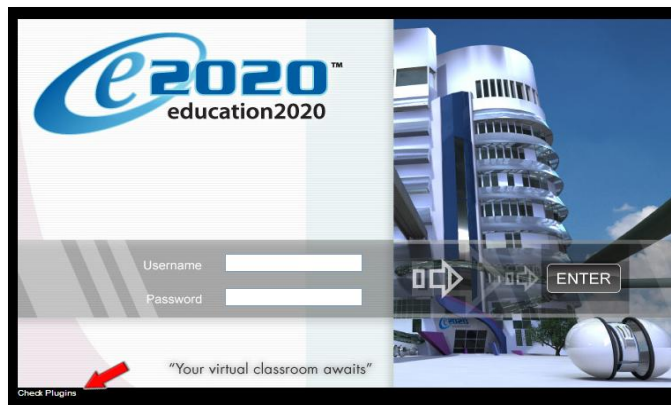 e2020™
education2020
Username
Password
ENTER
"Your virtual classroom awaits"
Check Plugins